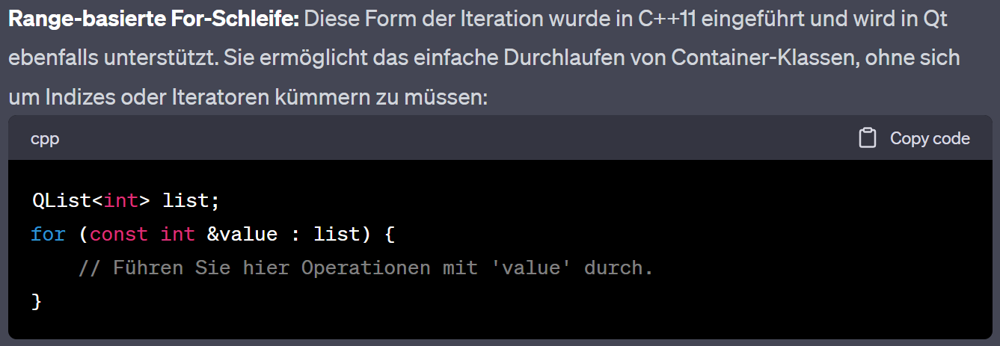 Range-basierte For-Schleife: Diese Form der Iteration wurde in C++11 eingeführt und wird in Qt
ebenfalls unterstützt. Sie ermöglicht das einfache Durchlaufen von Container-Klassen, ohne sich
um Indizes oder Iteratoren kümmern zu müssen:
cpp Copy code
QList<int> list;
for (const int &value : list) {
    // Führen Sie hier Operationen mit 'value' durch.
}